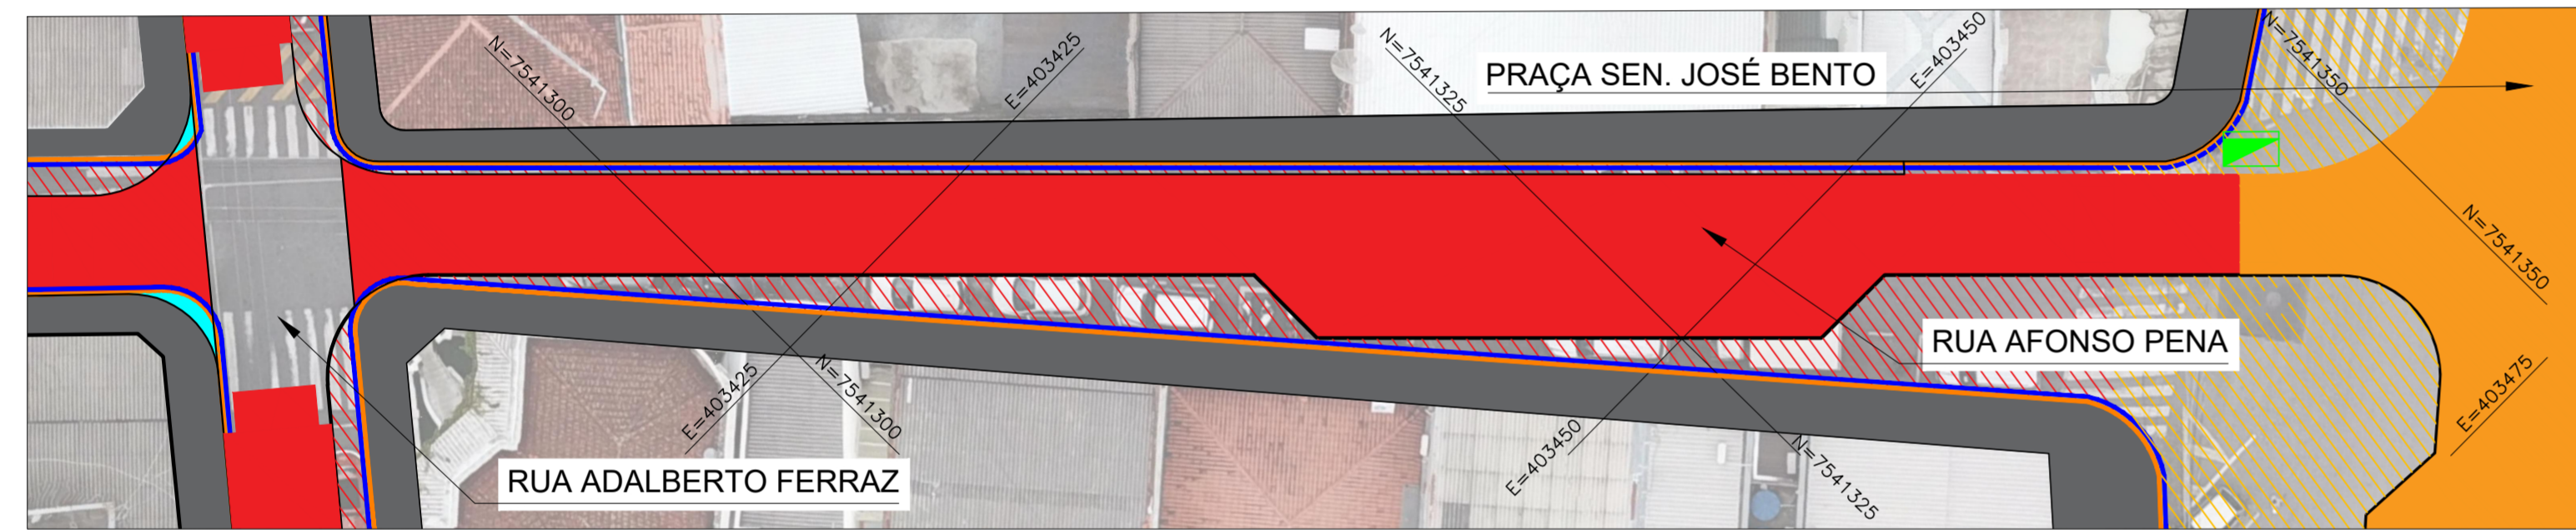 N=7541300
E=403425
N=7541325
E=403450
N=7541350
PRAÇA SEN. JOSÉ BENTO
N=7541350
RUA AFONSO PENA
E=403475
E=403425
N=7541300
E=403450
N=7541325
RUA ADALBERTO FERRAZ